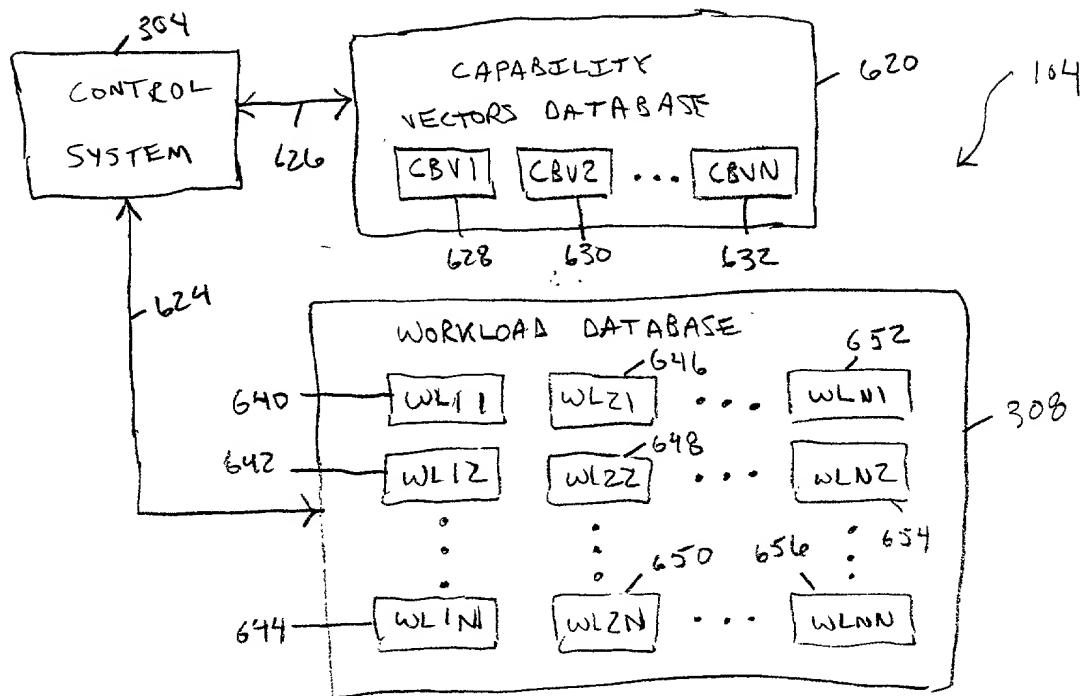 304
CONTROL
SYSTEM
626
CAPABILITY
VECTORS DATABASE
CBV1 CBV2 ... CBVN
628 630 632
620
104
624
WORKLOAD DATABASE
646 652
640 WL11 WL21 ... WLN1
308
648
642 WL12 WL22 ... WLN2
654
650 656
644 WL1N WL2N ... WLNN